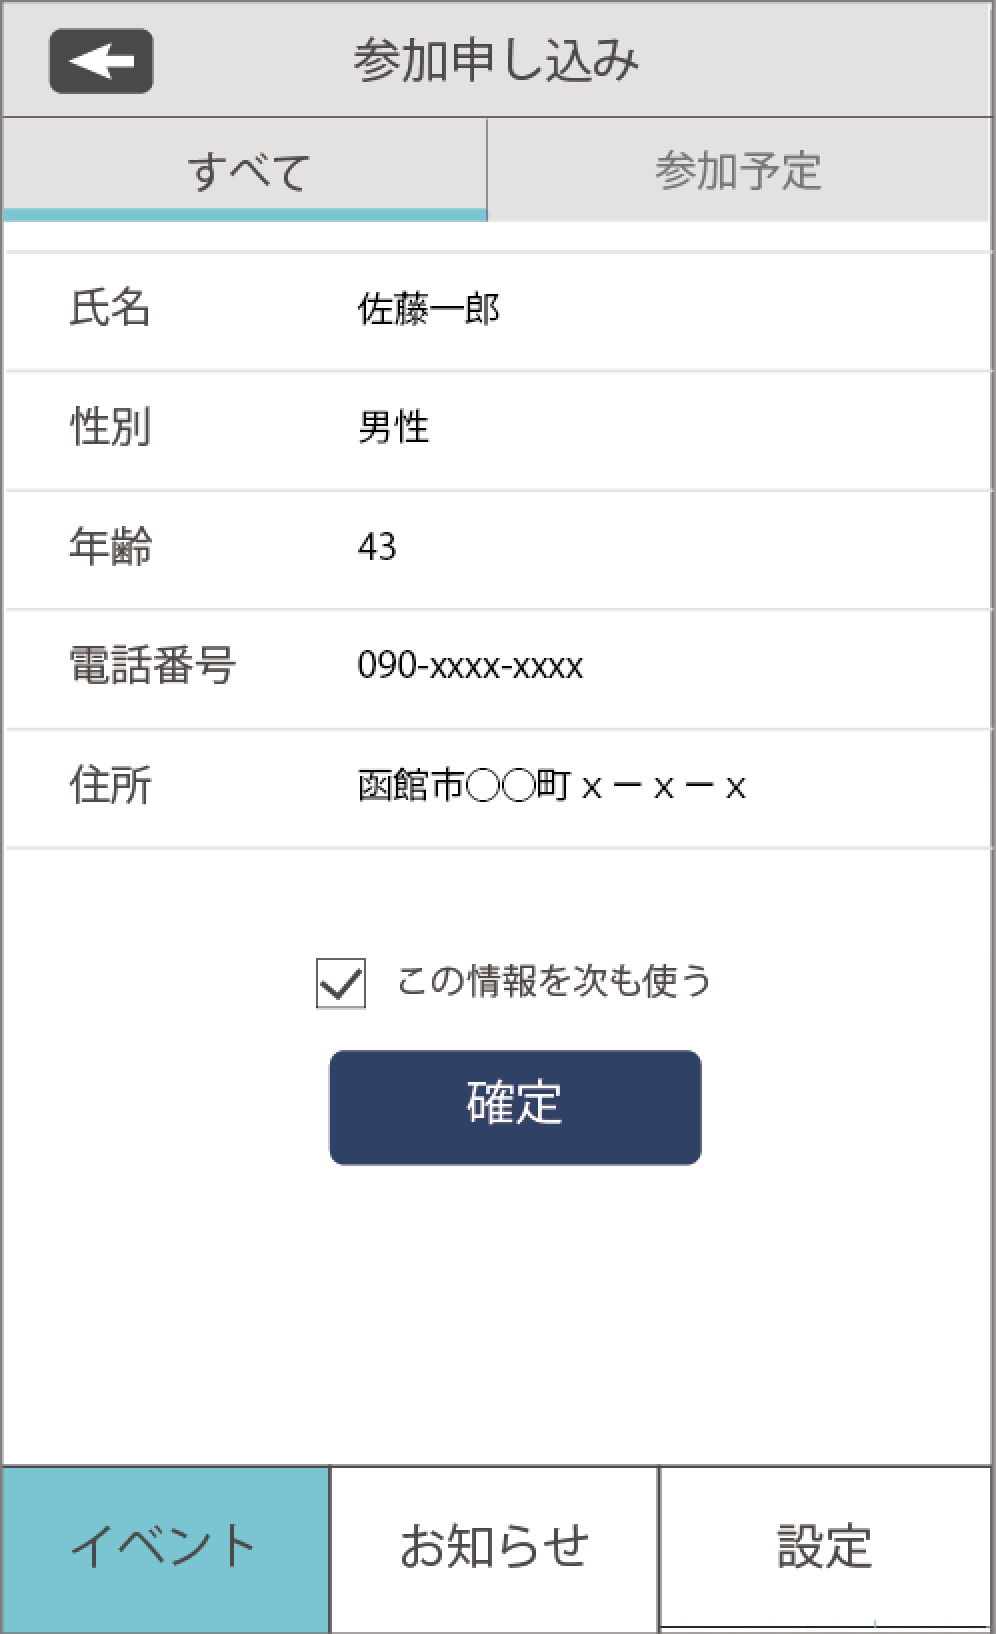 参加申し込み
すべて 参加予定
氏名 佐藤一郎
性別 男性
年齢 43
電話番号 090-xxxx-xxxx
住所 函館市○○町ｘ－ｘ－ｘ
この情報を次も使う
確定
イベント お知らせ 設定